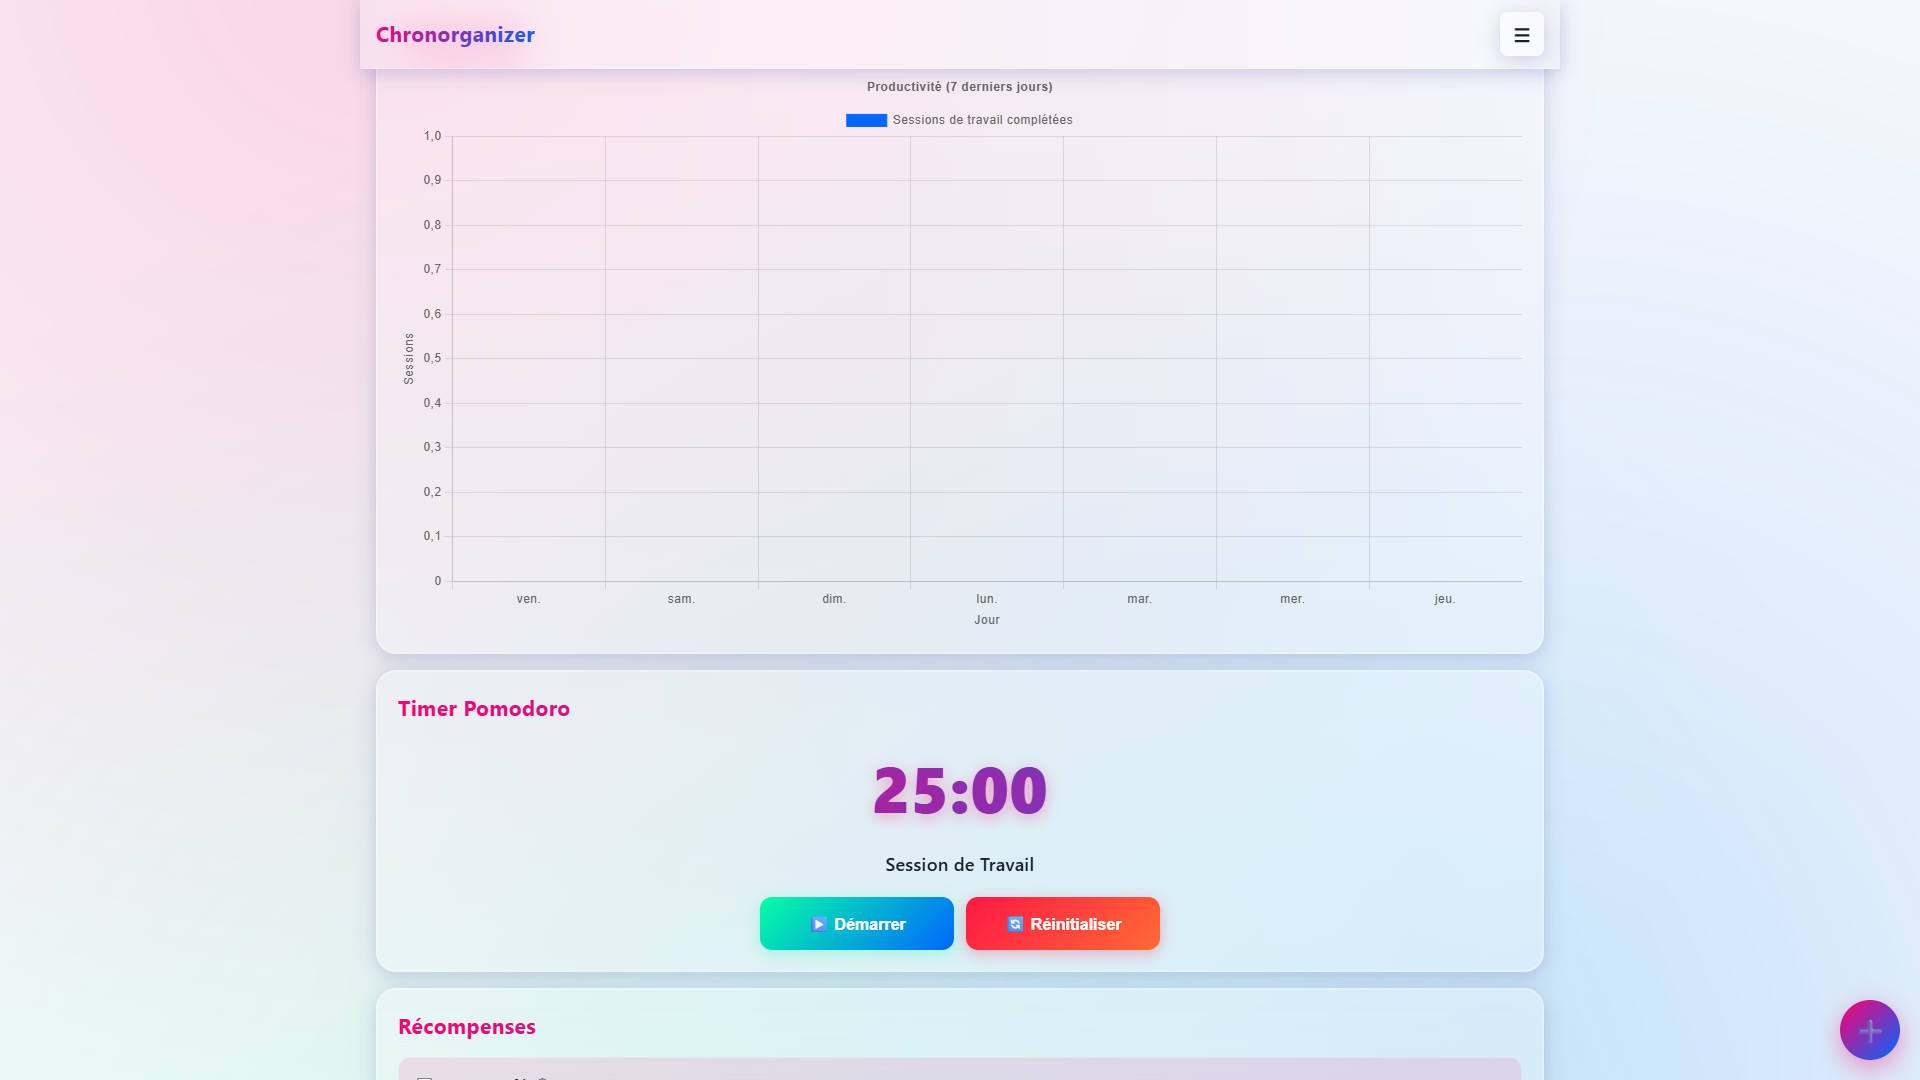 Chronorganizer
Productivité (7 derniers jours)
Sessions de travail complétées
1,0
0,9
0,8
0,7
0,6
0,5
0,4
0,3
0,2
0,1
0
Sessions
ven. sam. dim. lun. mar. mer. jeu.
Jour
Timer Pomodoro
25:00
Session de Travail
Démarrer
Réinitialiser
Récompenses